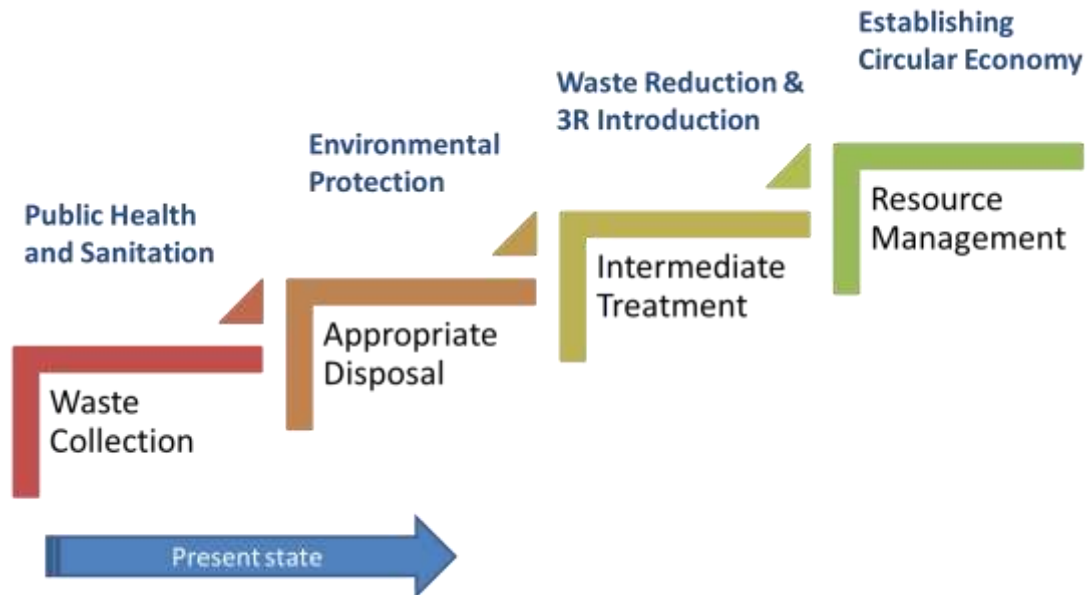 Establishing
Circular Economy
Waste Reduction &
3R Introduction
Environmental
Protection
Public Health
and Sanitation
Resource
Management
Intermediate
Treatment
Appropriate
Disposal
Waste
Collection
Present state